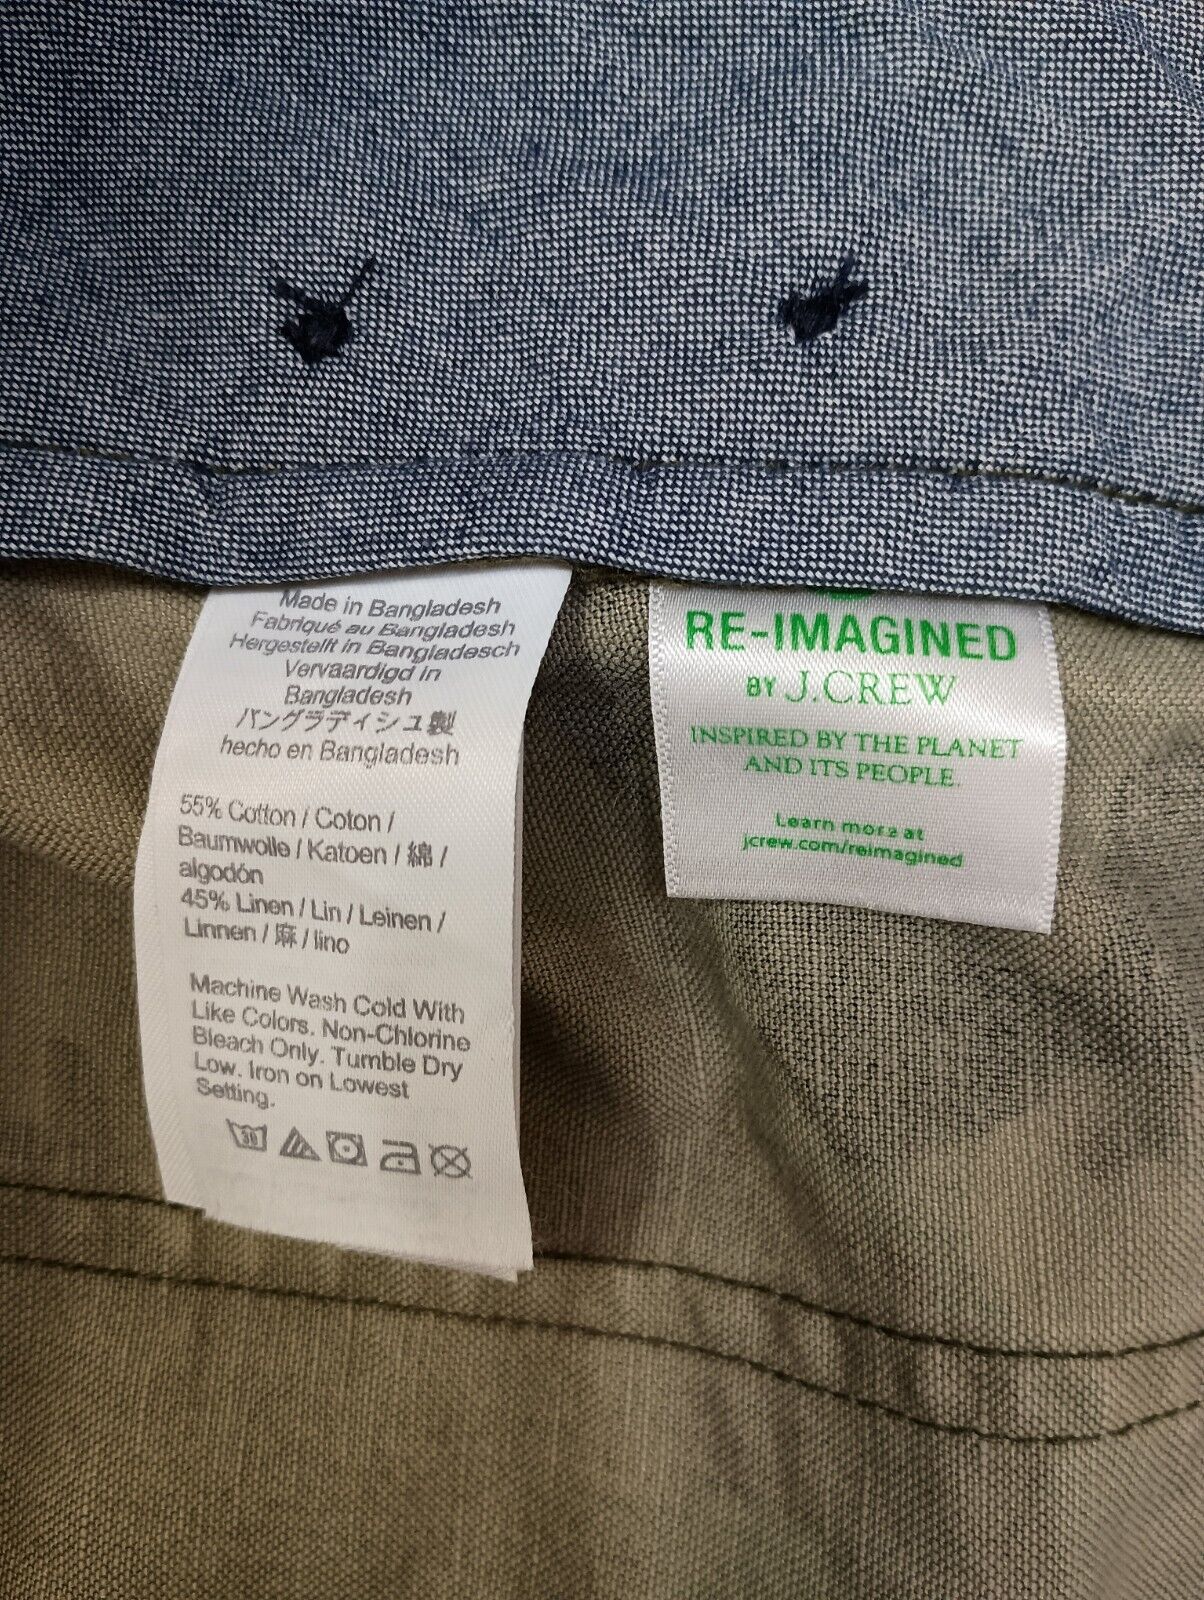 Made in Bangladesh
Fabriqué au Bangladesh
Hergestellt in Bangladesch
Vervaardigd in
Bangladesh
バングラディシュ製
hecho en Bangladesh
55% Cotton / Coton /
Baumwolle / Katoen / 綿 /
algodón
45% Linen / Lin / Leinen /
Linnen / 麻 / lino
Machine Wash Cold With
Like Colors. Non-Chlorine
Bleach Only. Tumble Dry
Low. Iron on Lowest
Setting.
30
RE-IMAGINED
BY J.CREW
INSPIRED BY THE PLANET
AND ITS PEOPLE.
Learn more at
jcrew.com/reimagined